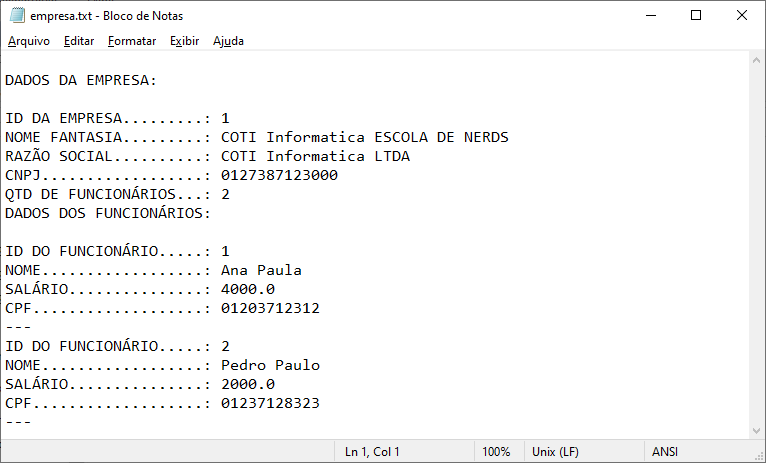 empresa.txt - Bloco de Notas
Arquivo Editar Formatar Exibir Ajuda
DADOS DA EMPRESA:
ID DA EMPRESA.........: 1
NOME FANTASIA.........: COTI Informatica ESCOLA DE NERDS
RAZÃO SOCIAL..........: COTI Informatica LTDA
CNPJ..................: 0127387123000
QTD DE FUNCIONÁRIOS...: 2
DADOS DOS FUNCIONÁRIOS:
ID DO FUNCIONÁRIO.....: 1
NOME..................: Ana Paula
SALÁRIO...............: 4000.0
CPF...................: 01203712312
---
ID DO FUNCIONÁRIO.....: 2
NOME..................: Pedro Paulo
SALÁRIO...............: 2000.0
CPF...................: 01237128323
---
Ln 1, Col 1 100% Unix (LF) ANSI